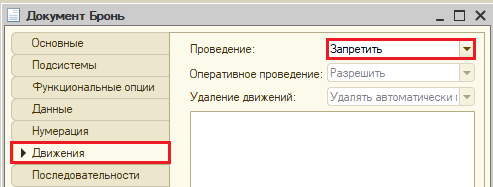 Документ Бронь
Основные
Подсистемы
Функциональные опции
Данные
Нумерация
Движения
Последовательности
Проведение: Запретить
Оперативное проведение: Разрешить
Удаление движений: Удалять автоматически